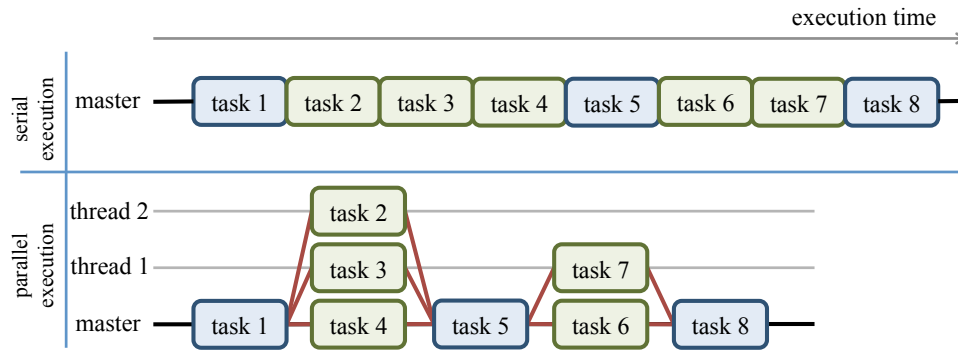 execution time
serial
execution
master
task 1
task 2
task 3
task 4
task 5
task 6
task 7
task 8
parallel
execution
thread 2
task 2
thread 1
task 3
task 7
master
task 1
task 4
task 5
task 6
task 8